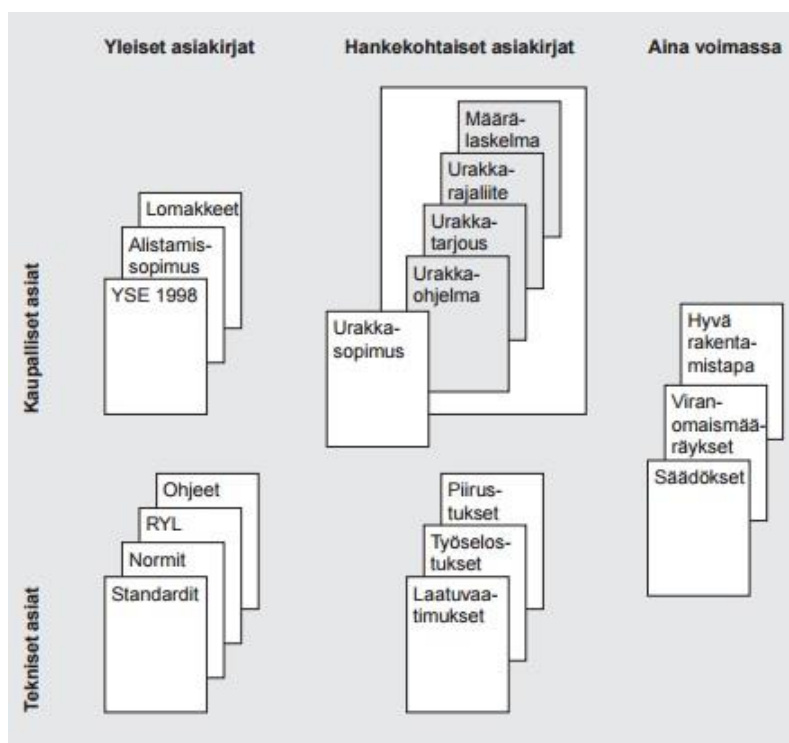 Yleiset asiakirjat
Hankekohtaiset asiakirjat
Aina voimassa
Kaupalliset asiat
Lomakkeet
Alistamis-
sopimus
YSE 1998
Määrä-
laskelma
Urakka-
rajaliite
Urakka-
tarjous
Urakka-
ohjelma
Urakka-
sopimus
Hyvä
rakenta-
mistapa
Viran-
omaismää-
räykset
Säädökset
Tekniset asiat
Ohjeet
RYL
Normit
Standardit
Piirus-
tukset
Työselos-
tukset
Laatuvaa-
timukset